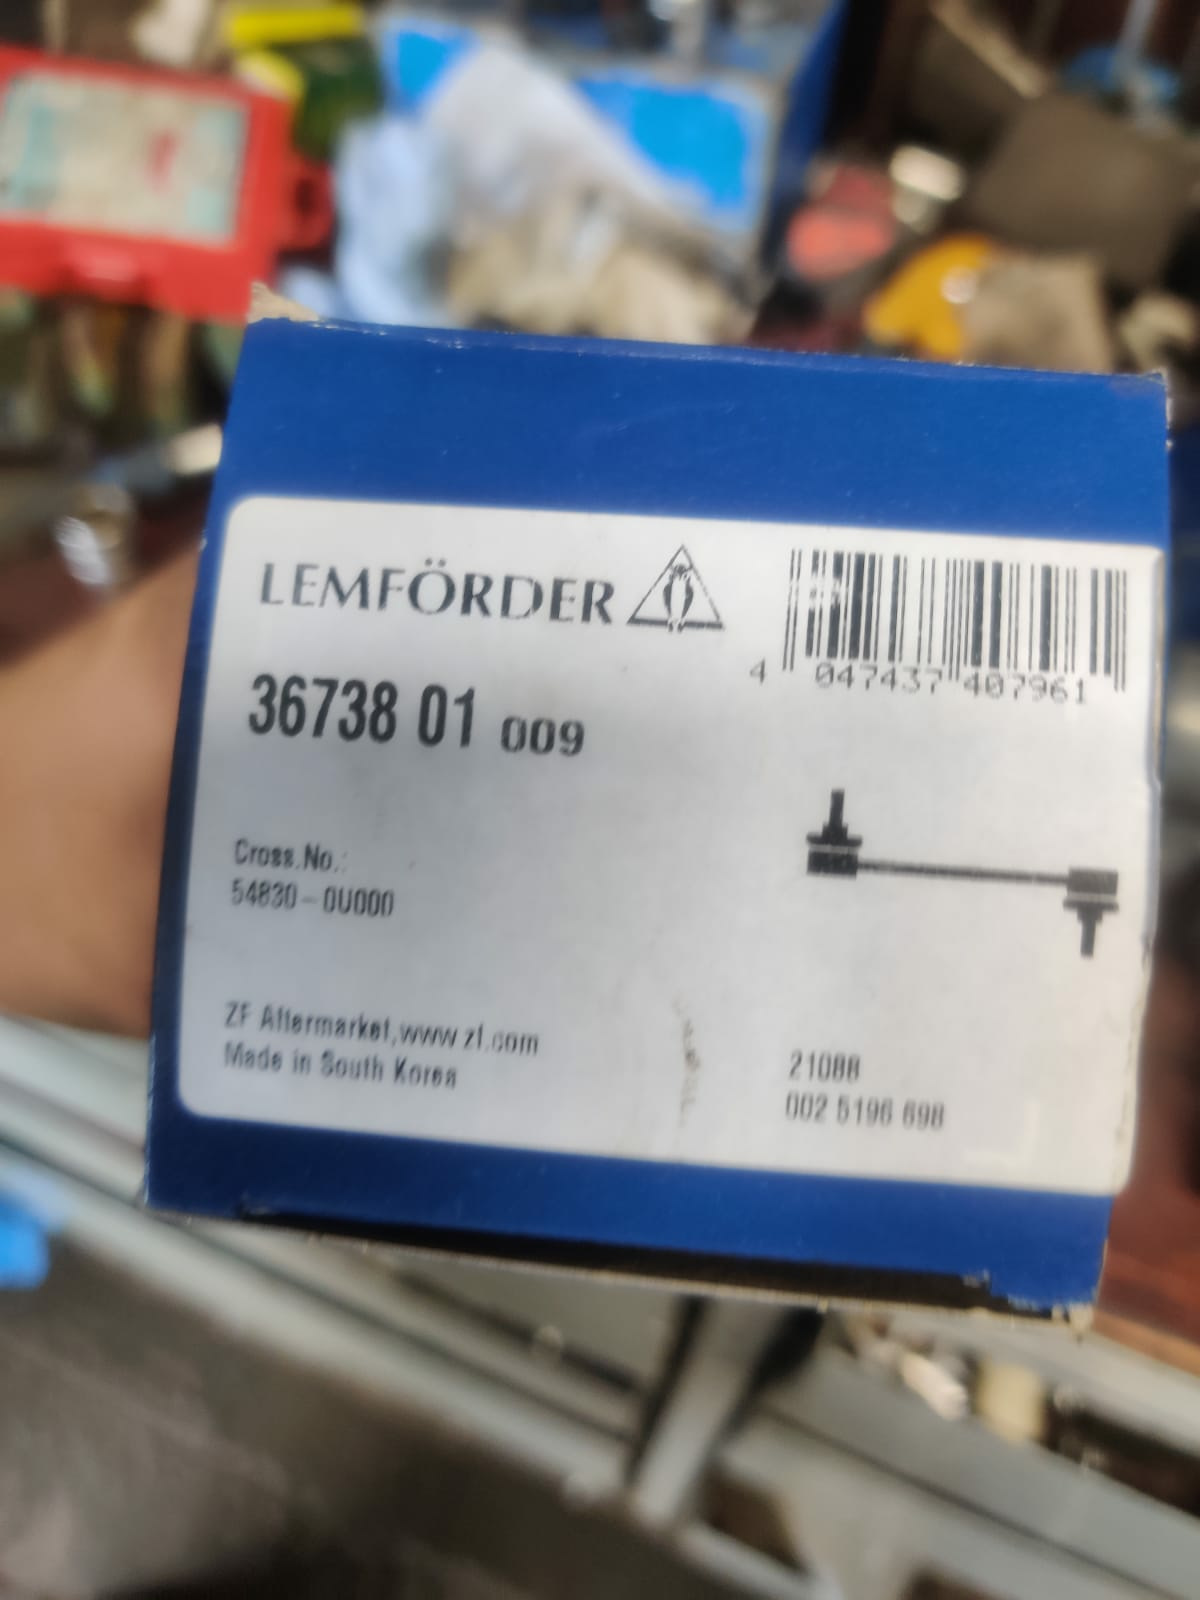 LEMFÖRDER
4 047437 407961
36738 01 009
Cross.No.:
54830-0U000
ZF Aftermarket,www zf.com
Made in South Korea
21088
002 5196 698